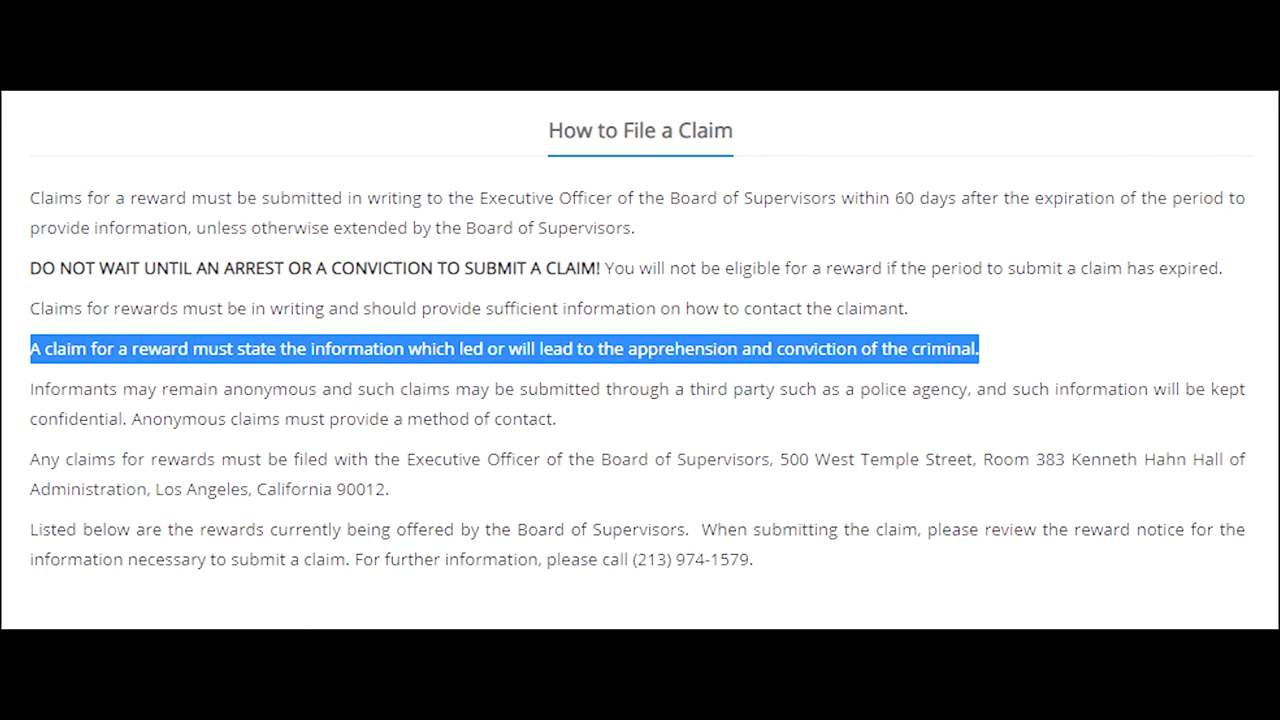 How to File a Claim
Claims for a reward must be submitted in writing to the Executive Officer of the Board of Supervisors within 60 days after the expiration of the period to
provide information, unless otherwise extended by the Board of Supervisors.
DO NOT WAIT UNTIL AN ARREST OR A CONVICTION TO SUBMIT A CLAIM! You will not be eligible for a reward if the period to submit a claim has expired.
Claims for rewards must be in writing and should provide sufficient information on how to contact the claimant.
A claim for a reward must state the information which led or will lead to the apprehension and conviction of the criminal.
Informants may remain anonymous and such claims may be submitted through a third party such as a police agency, and such information will be kept
confidential. Anonymous claims must provide a method of contact.
Any claims for rewards must be filed with the Executive Officer of the Board of Supervisors, 500 West Temple Street, Room 383 Kenneth Hahn Hall of
Administration, Los Angeles, California 90012.
Listed below are the rewards currently being offered by the Board of Supervisors.  When submitting the claim, please review the reward notice for the
information necessary to submit a claim. For further information, please call (213) 974-1579.